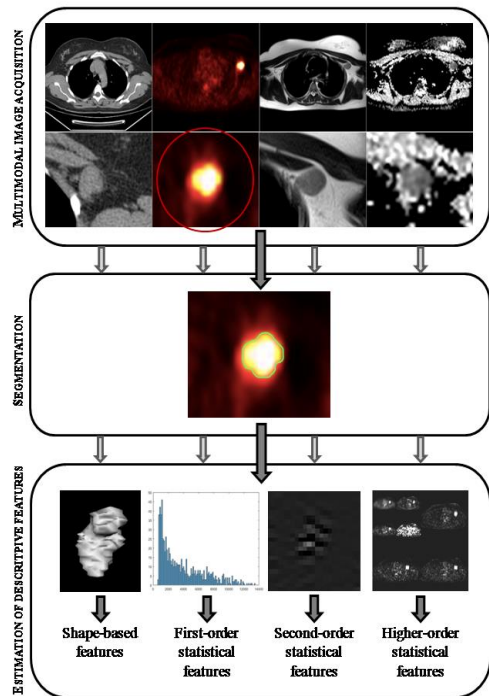 MULTIMODAL IMAGE ACQUISITION
SEGMENTATION
ESTIMATION OF DESCRITPIVE FEATURES
Shape-based
features
First-order
statistical
features
Second-order
statistical
features
Higher-order
statistical
features